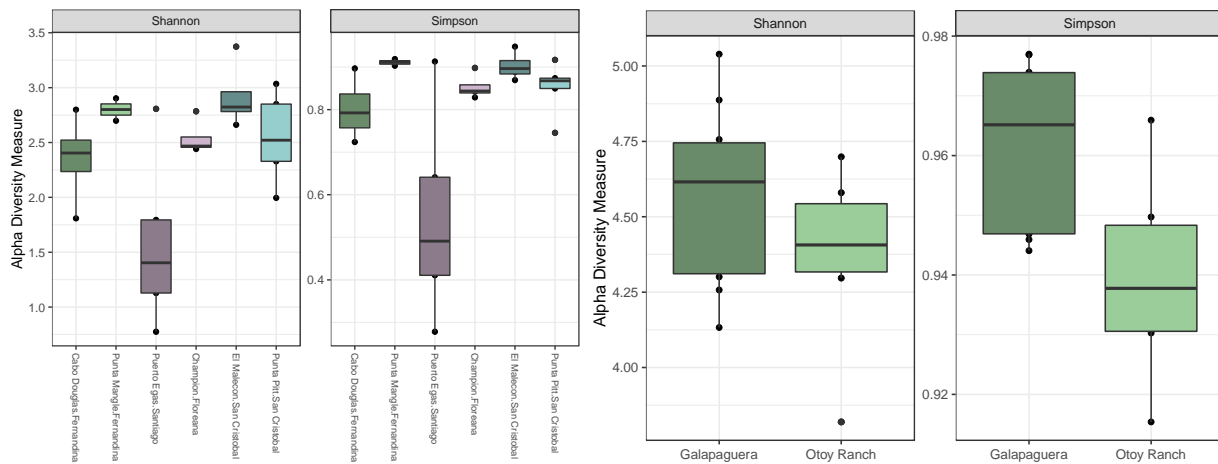 Shannon
Simpson
Shannon
Simpson
Alpha Diversity Measure
3.5
3.0
2.5
2.0
1.5
1.0
0.8
0.6
0.4
Cabo Douglas.Fernandina
Punta Mangle.Fernandina
Puerto Egas.Santiago
Champion.Floreana
El Malecon.San Cristobal
Punta Pitt.San Cristobal
Cabo Douglas.Fernandina
Punta Mangle.Fernandina
Puerto Egas.Santiago
Champion.Floreana
El Malecon.San Cristobal
Punta Pitt.San Cristobal
Alpha Diversity Measure
5.00
4.75
4.50
4.25
4.00
0.98
0.96
0.94
0.92
Galapaguera
Otoy Ranch
Galapaguera
Otoy Ranch